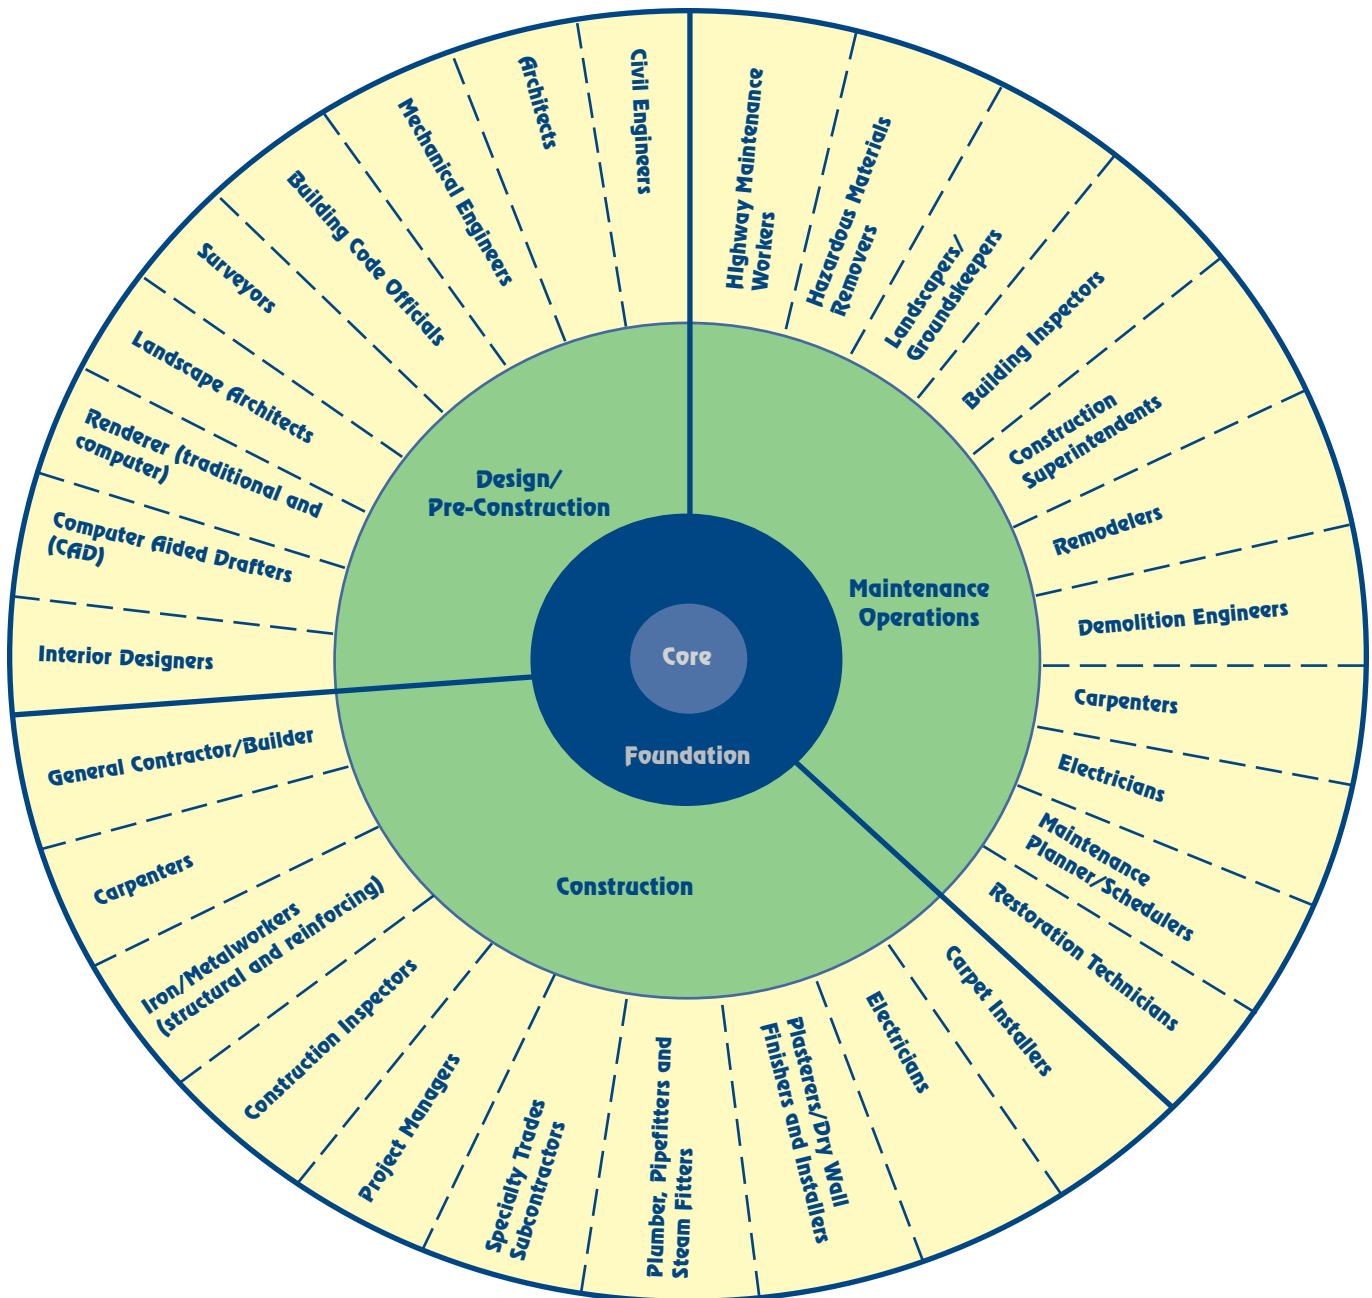 Civil Engineers
Architects
Mechanical Engineers
Building Code Officials
Surveyors
Landscape Architects
Renderer (traditional and
computer)
Computer Aided Drafters
(CAD)
Interior Designers
HIghway Maintenance
Workers
Hazardous Materials
Removers
Landscapers/
Groundskeepers
Building Inspectors
Construction
Superintendents
Remodelers
Demolition Engineers
Carpenters
Electricians
Maintenance
Planner/Schedulers
Restoration Technicians
Design/
Pre-Construction
Maintenance
Operations
Core
Foundation
Construction
General Contractor/Builder
Carpenters
Iron/Metalworkers
(structural and reinforcing)
Construction Inspectors
Project Managers
Specialty Trades
Subcontractors
Plumber, Pipefitters and
Steam Fitters
Plasterers/Dry Wall
Finishers and Installers
Electricians
Carpet Installers